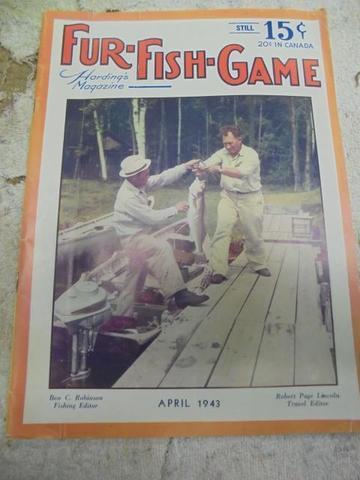 STILL 15¢
20¢ IN CANADA
FUR-FISH-GAME
Harding's
Magazine
Ben C. Robinson
Fishing Editor
APRIL 1943
Robert Page Lincoln
Travel Editor